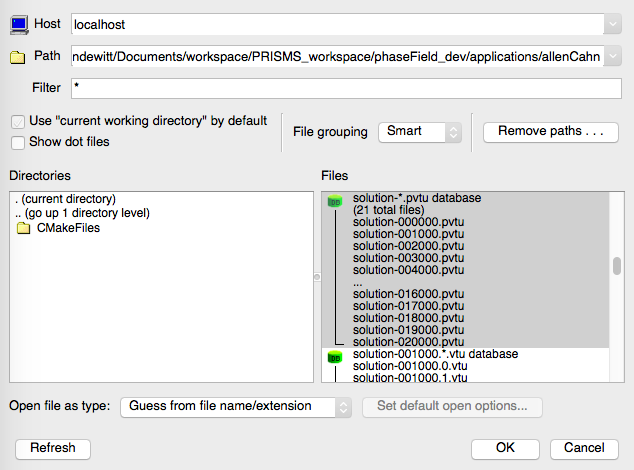 Host localhost
Path ndewitt/Documents/workspace/PRISMS_workspace/phaseField_dev/applications/allenCahn
Filter *
Use "current working directory" by default
Show dot files
File grouping Smart
Remove paths . . .
Directories
. (current directory)
.. (go up 1 directory level)
CMakeFiles
Files
solution-*.pvtu database
(21 total files)
solution-000000.pvtu
solution-001000.pvtu
solution-002000.pvtu
solution-003000.pvtu
solution-004000.pvtu
...
solution-016000.pvtu
solution-017000.pvtu
solution-018000.pvtu
solution-019000.pvtu
solution-020000.pvtu
solution-001000.*.vtu database
solution-001000.0.vtu
solution-001000.1.vtu
Open file as type: Guess from file name/extension
Set default open options...
Refresh
OK
Cancel